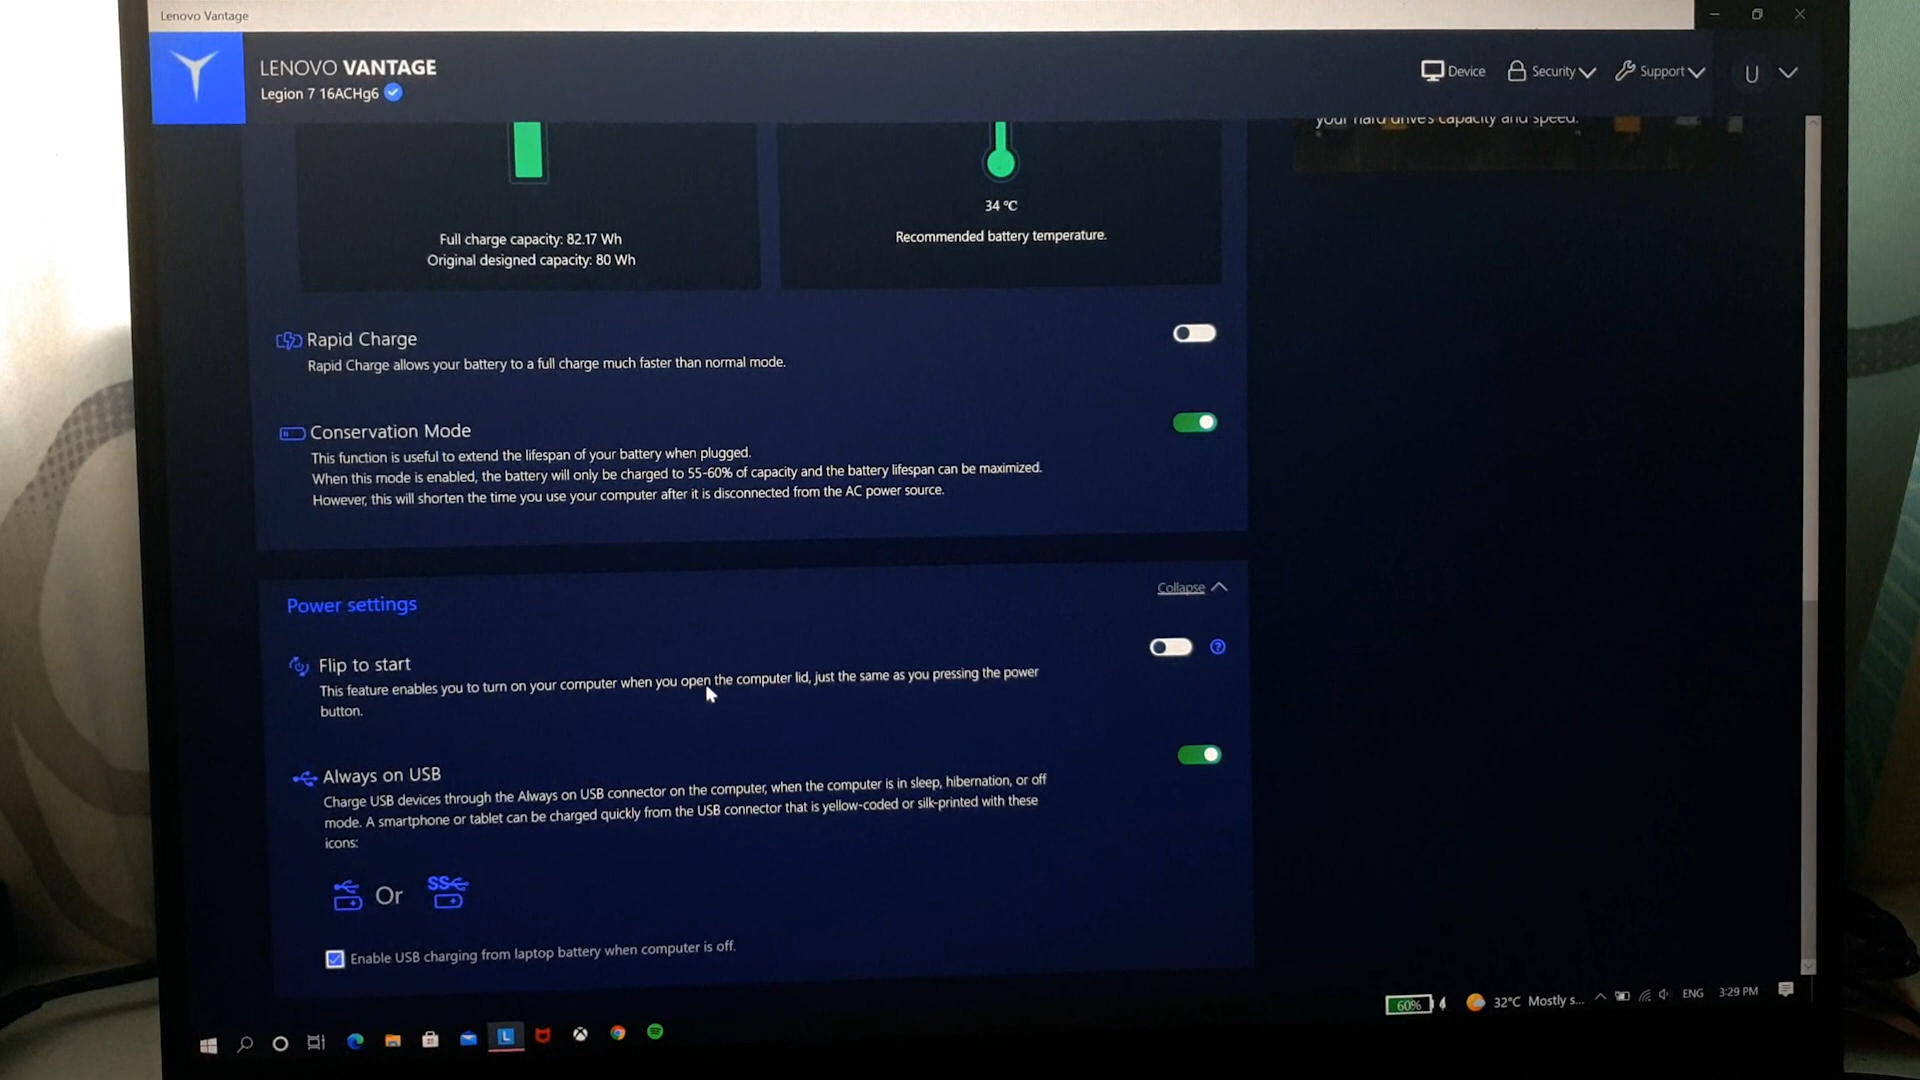 Lenovo Vantage
LENOVO VANTAGE
Legion 7 16ACHg6
Device
Security
Support
U
your hard drive's capacity and speed.
34 °C
Recommended battery temperature.
Full charge capacity: 82.17 Wh
Original designed capacity: 80 Wh
Rapid Charge
Rapid Charge allows your battery to a full charge much faster than normal mode.
Conservation Mode
This function is useful to extend the lifespan of your battery when plugged.
When this mode is enabled, the battery will only be charged to 55-60% of capacity and the battery lifespan can be maximized.
However, this will shorten the time you use your computer after it is disconnected from the AC power source.
Power settings
Collapse
Flip to start
?
This feature enables you to turn on your computer when you open the computer lid, just the same as you pressing the power
button.
Always on USB
Charge USB devices through the Always on USB connector on the computer, when the computer is in sleep, hibernation, or off
mode. A smartphone or tablet can be charged quickly from the USB connector that is yellow-coded or silk-printed with these
icons:
Or
SS
Enable USB charging from laptop battery when computer is off.
60%
32°C Mostly s...
ENG
3:29 PM
L